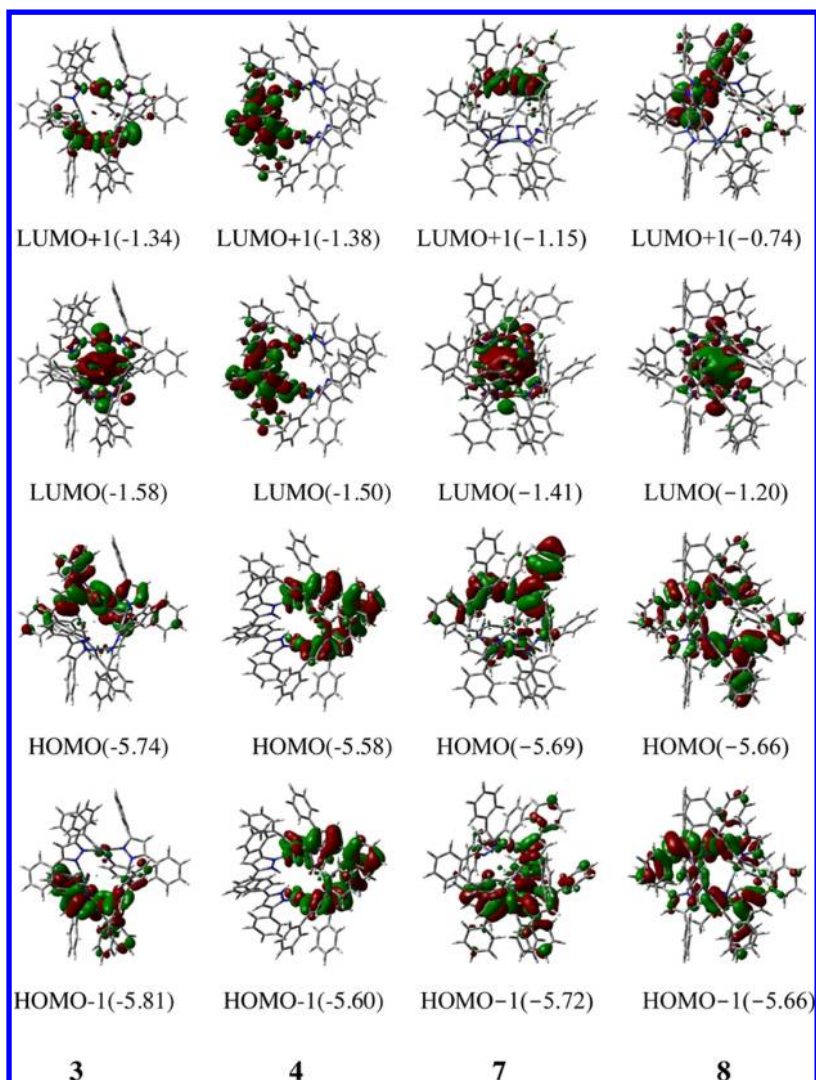 LUMO+1(-1.34) LUMO+1(-1.38) LUMO+1(−1.15) LUMO+1(−0.74)
LUMO(-1.58) LUMO(-1.50) LUMO(−1.41) LUMO(−1.20)
HOMO(-5.74) HOMO(-5.58) HOMO(−5.69) HOMO(−5.66)
HOMO-1(-5.81) HOMO-1(-5.60) HOMO−1(−5.72) HOMO−1(−5.66)
3 4 7 8